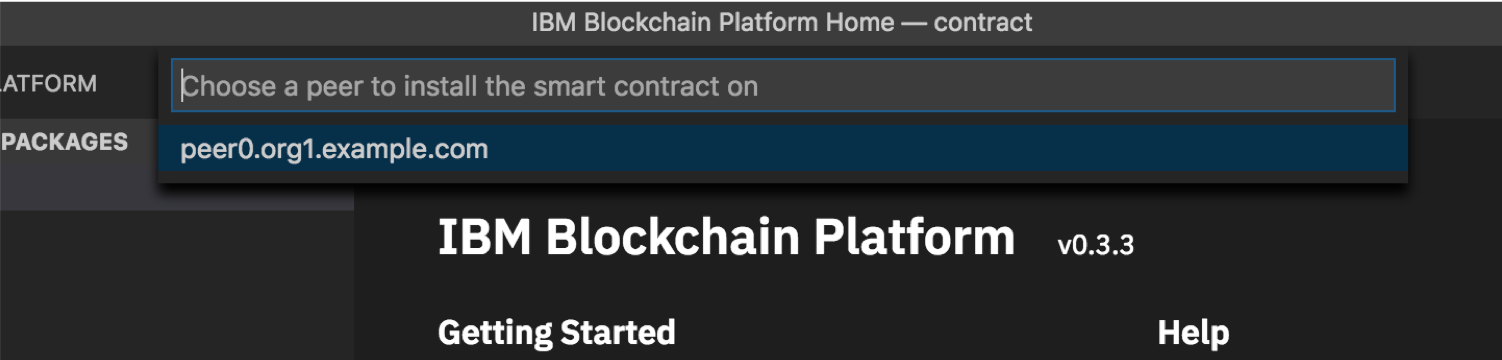 IBM Blockchain Platform Home — contract
LATFORM
Choose a peer to install the smart contract on
PACKAGES
peer0.org1.example.com
IBM Blockchain Platform v0.3.3
Getting Started Help